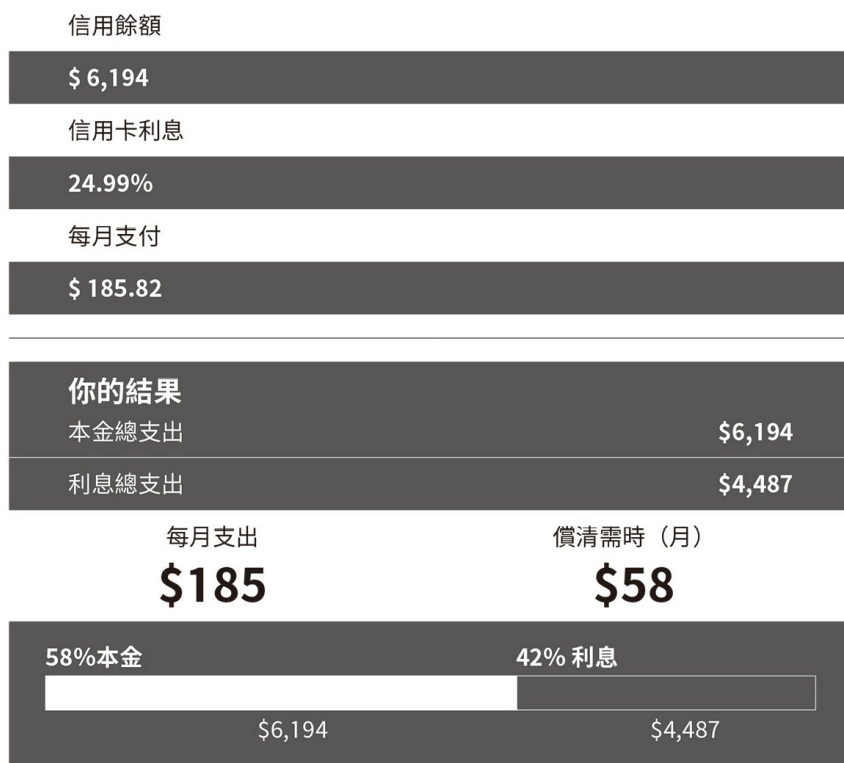 信用餘額
$ 6,194
信用卡利息
24.99%
每月支付
$ 185.82
你的結果
本金總支出 $6,194
利息總支出 $4,487
每月支出 償清需時（月）
$185 $58
58%本金 42% 利息
$6,194 $4,487